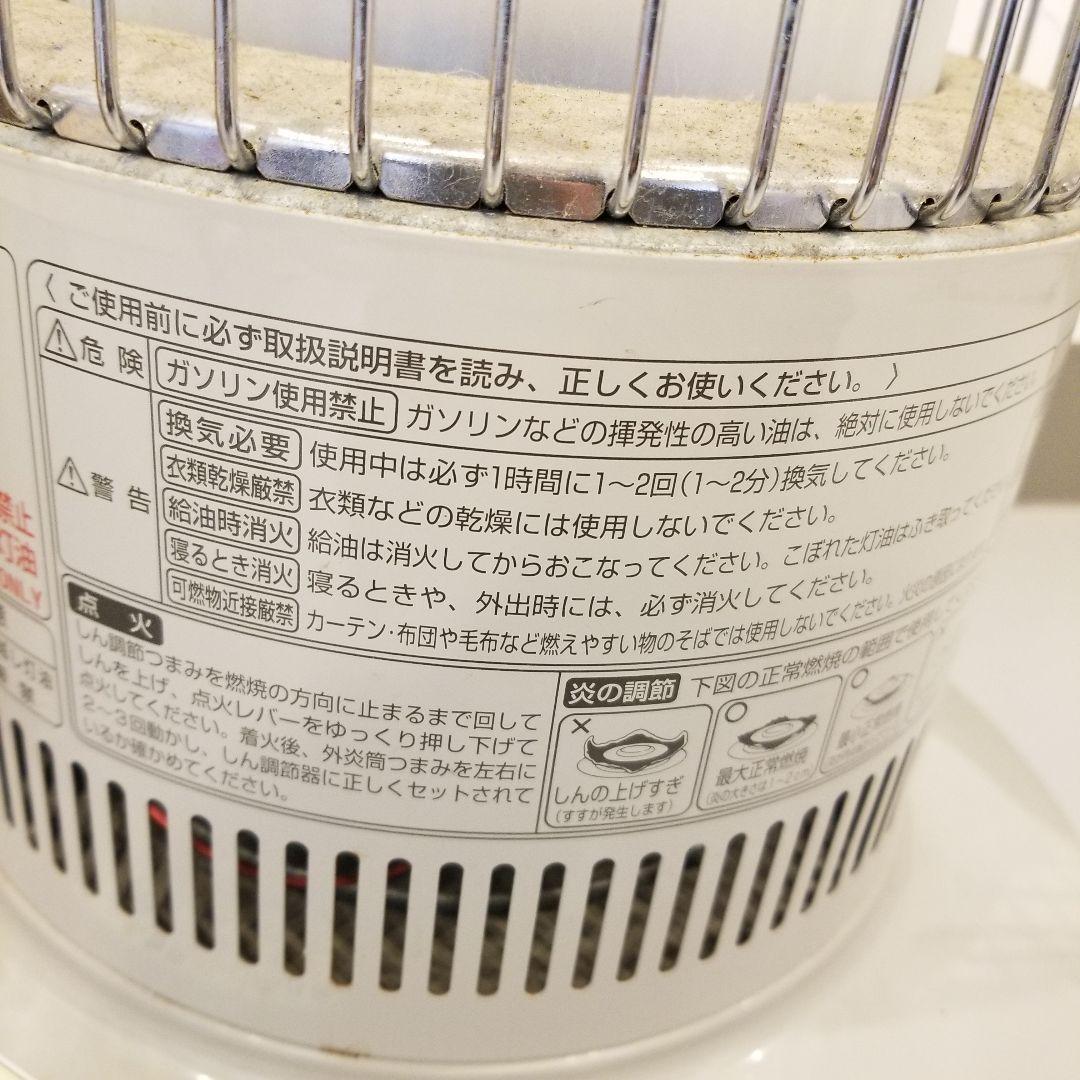 〈ご使用前に必ず取扱説明書を読み、正しくお使いください。〉
⚠危険 ガソリン使用禁止 ガソリンなどの揮発性の高い油は、絶対に使用しないでください。
⚠警告 換気必要 使用中は必ず1時間に1～2回(1～2分)換気してください。
衣類乾燥厳禁 衣類などの乾燥には使用しないでください。
給油時消火 給油は消火してからおこなってください。こぼれた灯油はふき取ってくださ
寝るとき消火 寝るときや、外出時には、必ず消火してください。
可燃物近接厳禁 カーテン・布団や毛布など燃えやすい物のそばでは使用しないでください。
点火
しん調節つまみを燃焼の方向に止まるまで回して
しんを上げ、点火レバーをゆっくり押し下げて
点火してください。着火後、外炎筒つまみを左右に
2～3回動かし、しん調節器に正しくセットされて
いるか確かめてください。
炎の調節 下図の正常燃焼の範囲で使用
×
しんの上げすぎ
(すすが発生します)
○
最大正常燃焼
(炎の大きさは1～2cm)
○
禁止
灯油
ONLY